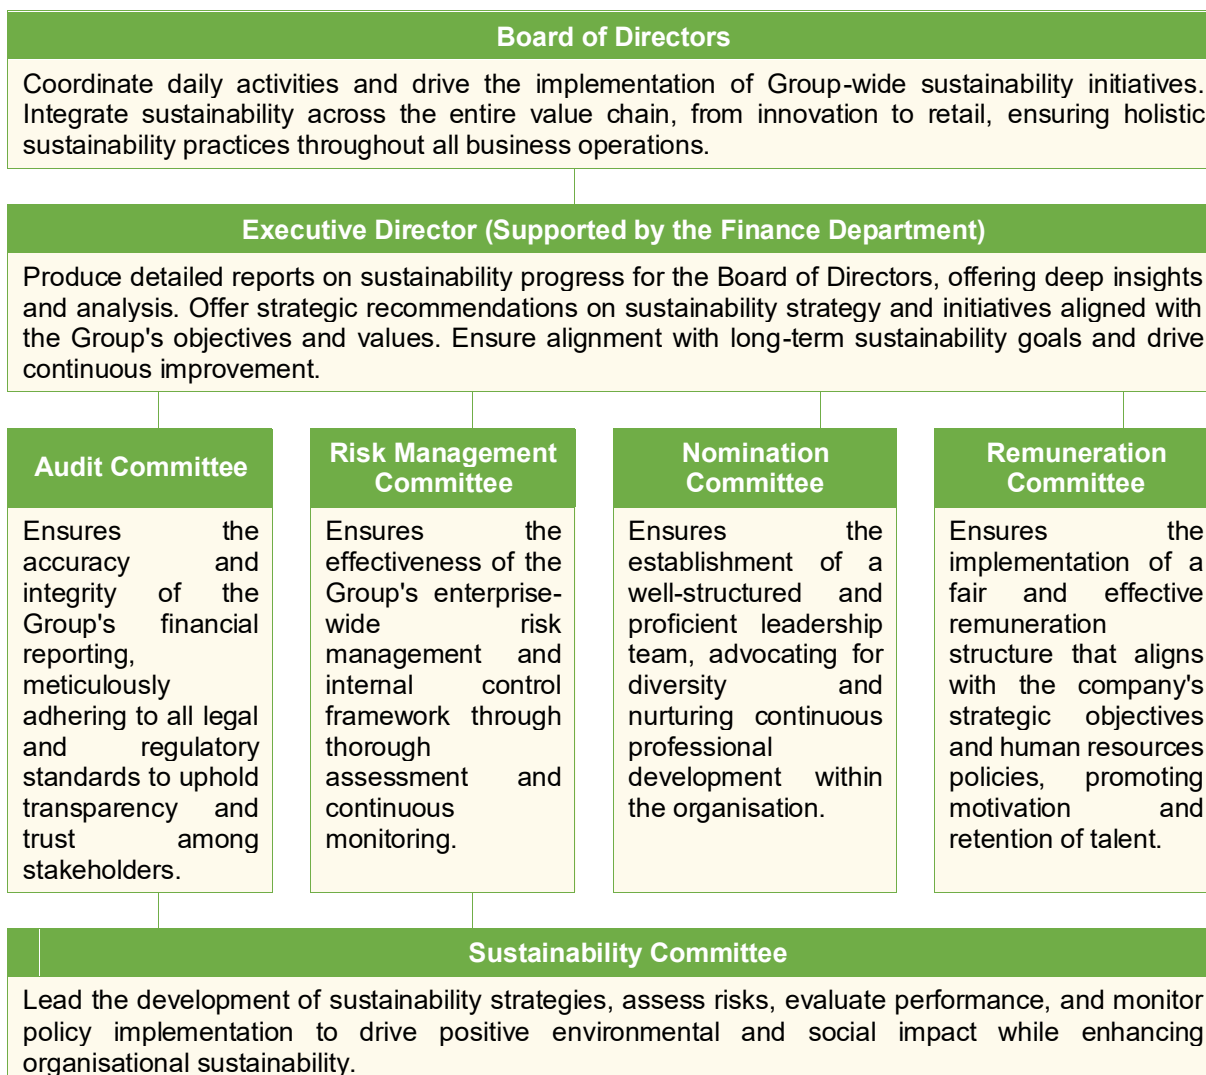 Board of Directors
Coordinate daily activities and drive the implementation of Group-wide sustainability initiatives.
Integrate sustainability across the entire value chain, from innovation to retail, ensuring holistic
sustainability practices throughout all business operations.
Executive Director (Supported by the Finance Department)
Produce detailed reports on sustainability progress for the Board of Directors, offering deep insights
and analysis. Offer strategic recommendations on sustainability strategy and initiatives aligned with
the Group's objectives and values. Ensure alignment with long-term sustainability goals and drive
continuous improvement.
Audit Committee
Ensures the
accuracy and
integrity of the
Group's financial
reporting,
meticulously
adhering to all legal
and regulatory
standards to uphold
transparency and
trust among
stakeholders.
Risk Management
Committee
Ensures the
effectiveness of the
Group's enterprise-
wide risk
management and
internal control
framework through
thorough
assessment and
continuous
monitoring.
Nomination
Committee
Ensures the
establishment of a
well-structured and
proficient leadership
team, advocating for
diversity and
nurturing continuous
professional
development within
the organisation.
Remuneration
Committee
Ensures the
implementation of a
fair and effective
remuneration
structure that aligns
with the company's
strategic objectives
and human resources
policies, promoting
motivation and
retention of talent.
Sustainability Committee
Lead the development of sustainability strategies, assess risks, evaluate performance, and monitor
policy implementation to drive positive environmental and social impact while enhancing
organisational sustainability.